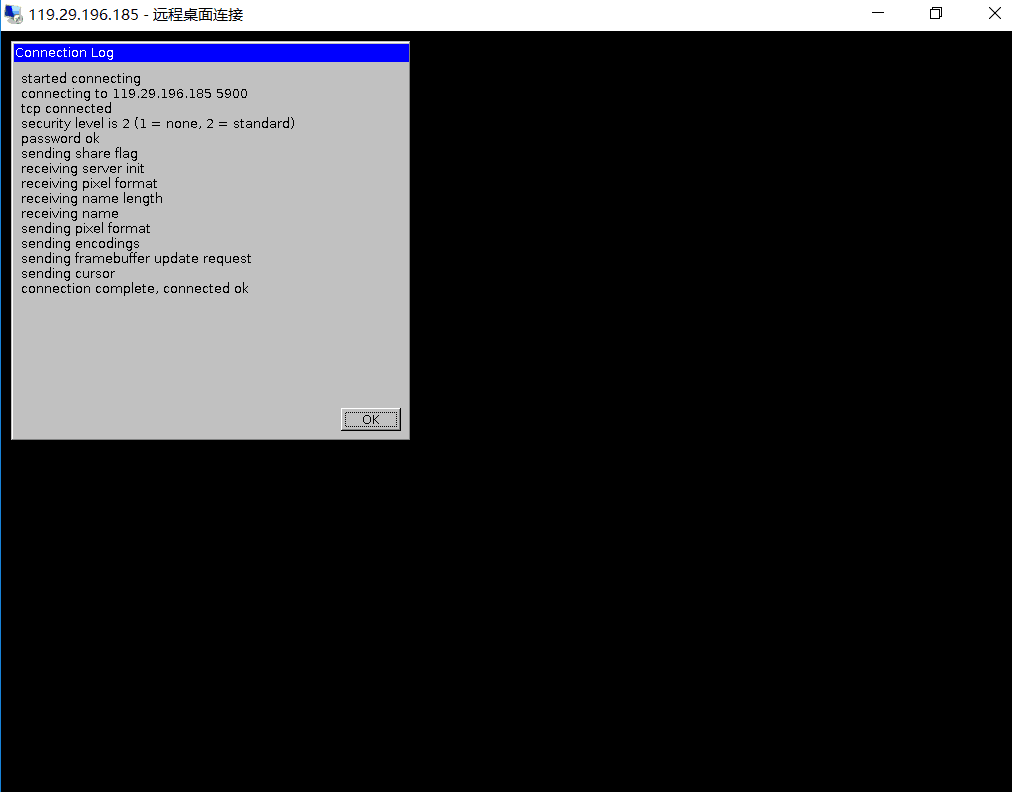 119.29.196.185 - 远程桌面连接
Connection Log
started connecting
connecting to 119.29.196.185 5900
tcp connected
security level is 2 (1 = none, 2 = standard)
password ok
sending share flag
receiving server init
receiving pixel format
receiving name length
receiving name
sending pixel format
sending encodings
sending framebuffer update request
sending cursor
connection complete, connected ok
OK